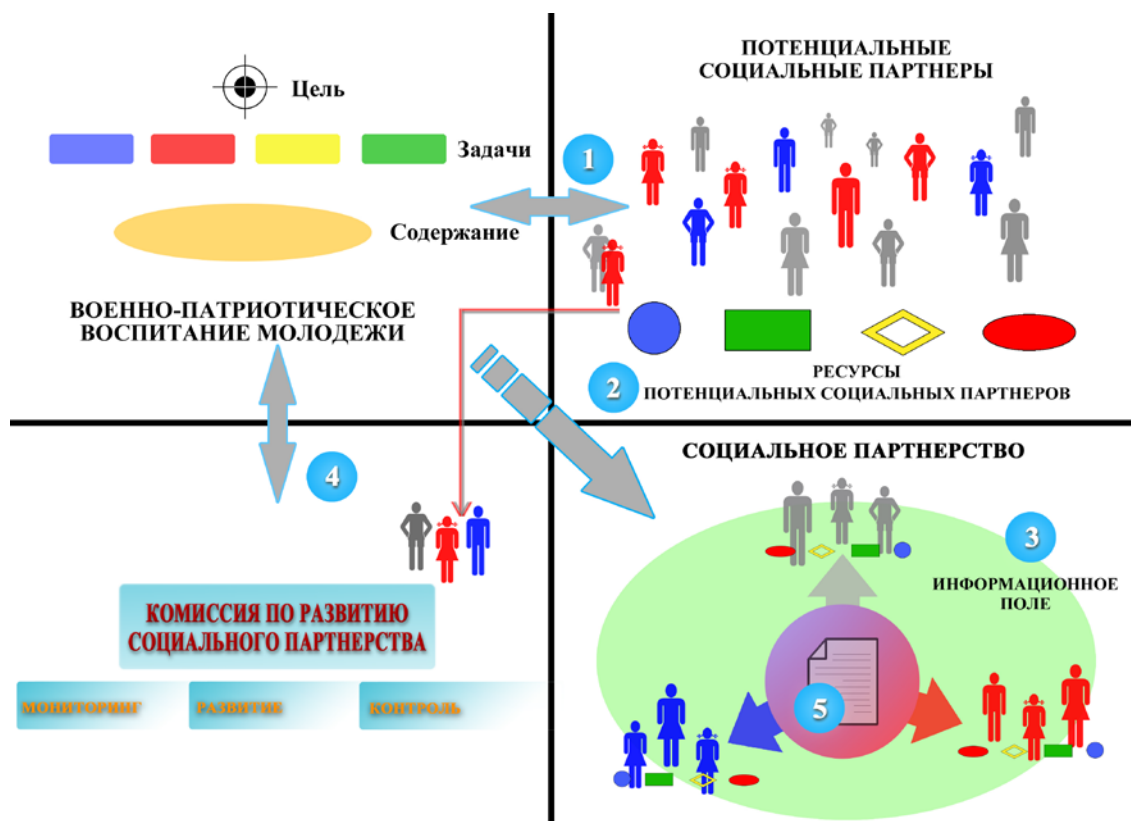 Цель
Задачи
Содержание
ВОЕННО-ПАТРИОТИЧЕСКОЕ
ВОСПИТАНИЕ МОЛОДЕЖИ
ПОТЕНЦИАЛЬНЫЕ
СОЦИАЛЬНЫЕ ПАРТНЕРЫ
1
2
РЕСУРСЫ
ПОТЕНЦИАЛЬНЫХ СОЦИАЛЬНЫХ ПАРТНЕРОВ
4
КОМИССИЯ ПО РАЗВИТИЮ
СОЦИАЛЬНОГО ПАРТНЕРСТВА
МОНИТОРИНГ
РАЗВИТИЕ
КОНТРОЛЬ
СОЦИАЛЬНОЕ ПАРТНЕРСТВО
3
ИНФОРМАЦИОННОЕ
ПОЛЕ
5